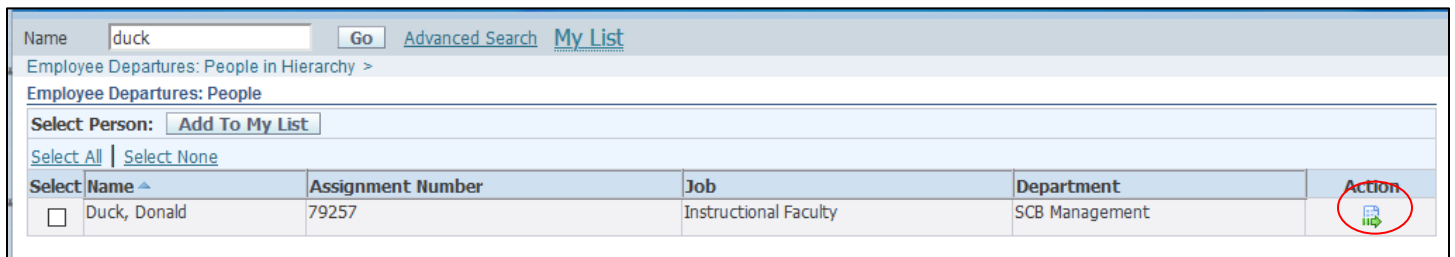 Name duck Go Advanced Search My List
Employee Departures: People in Hierarchy >
Employee Departures: People
Select Person: Add To My List
Select All | Select None
Select Name Assignment Number Job Department Action
Duck, Donald 79257 Instructional Faculty SCB Management